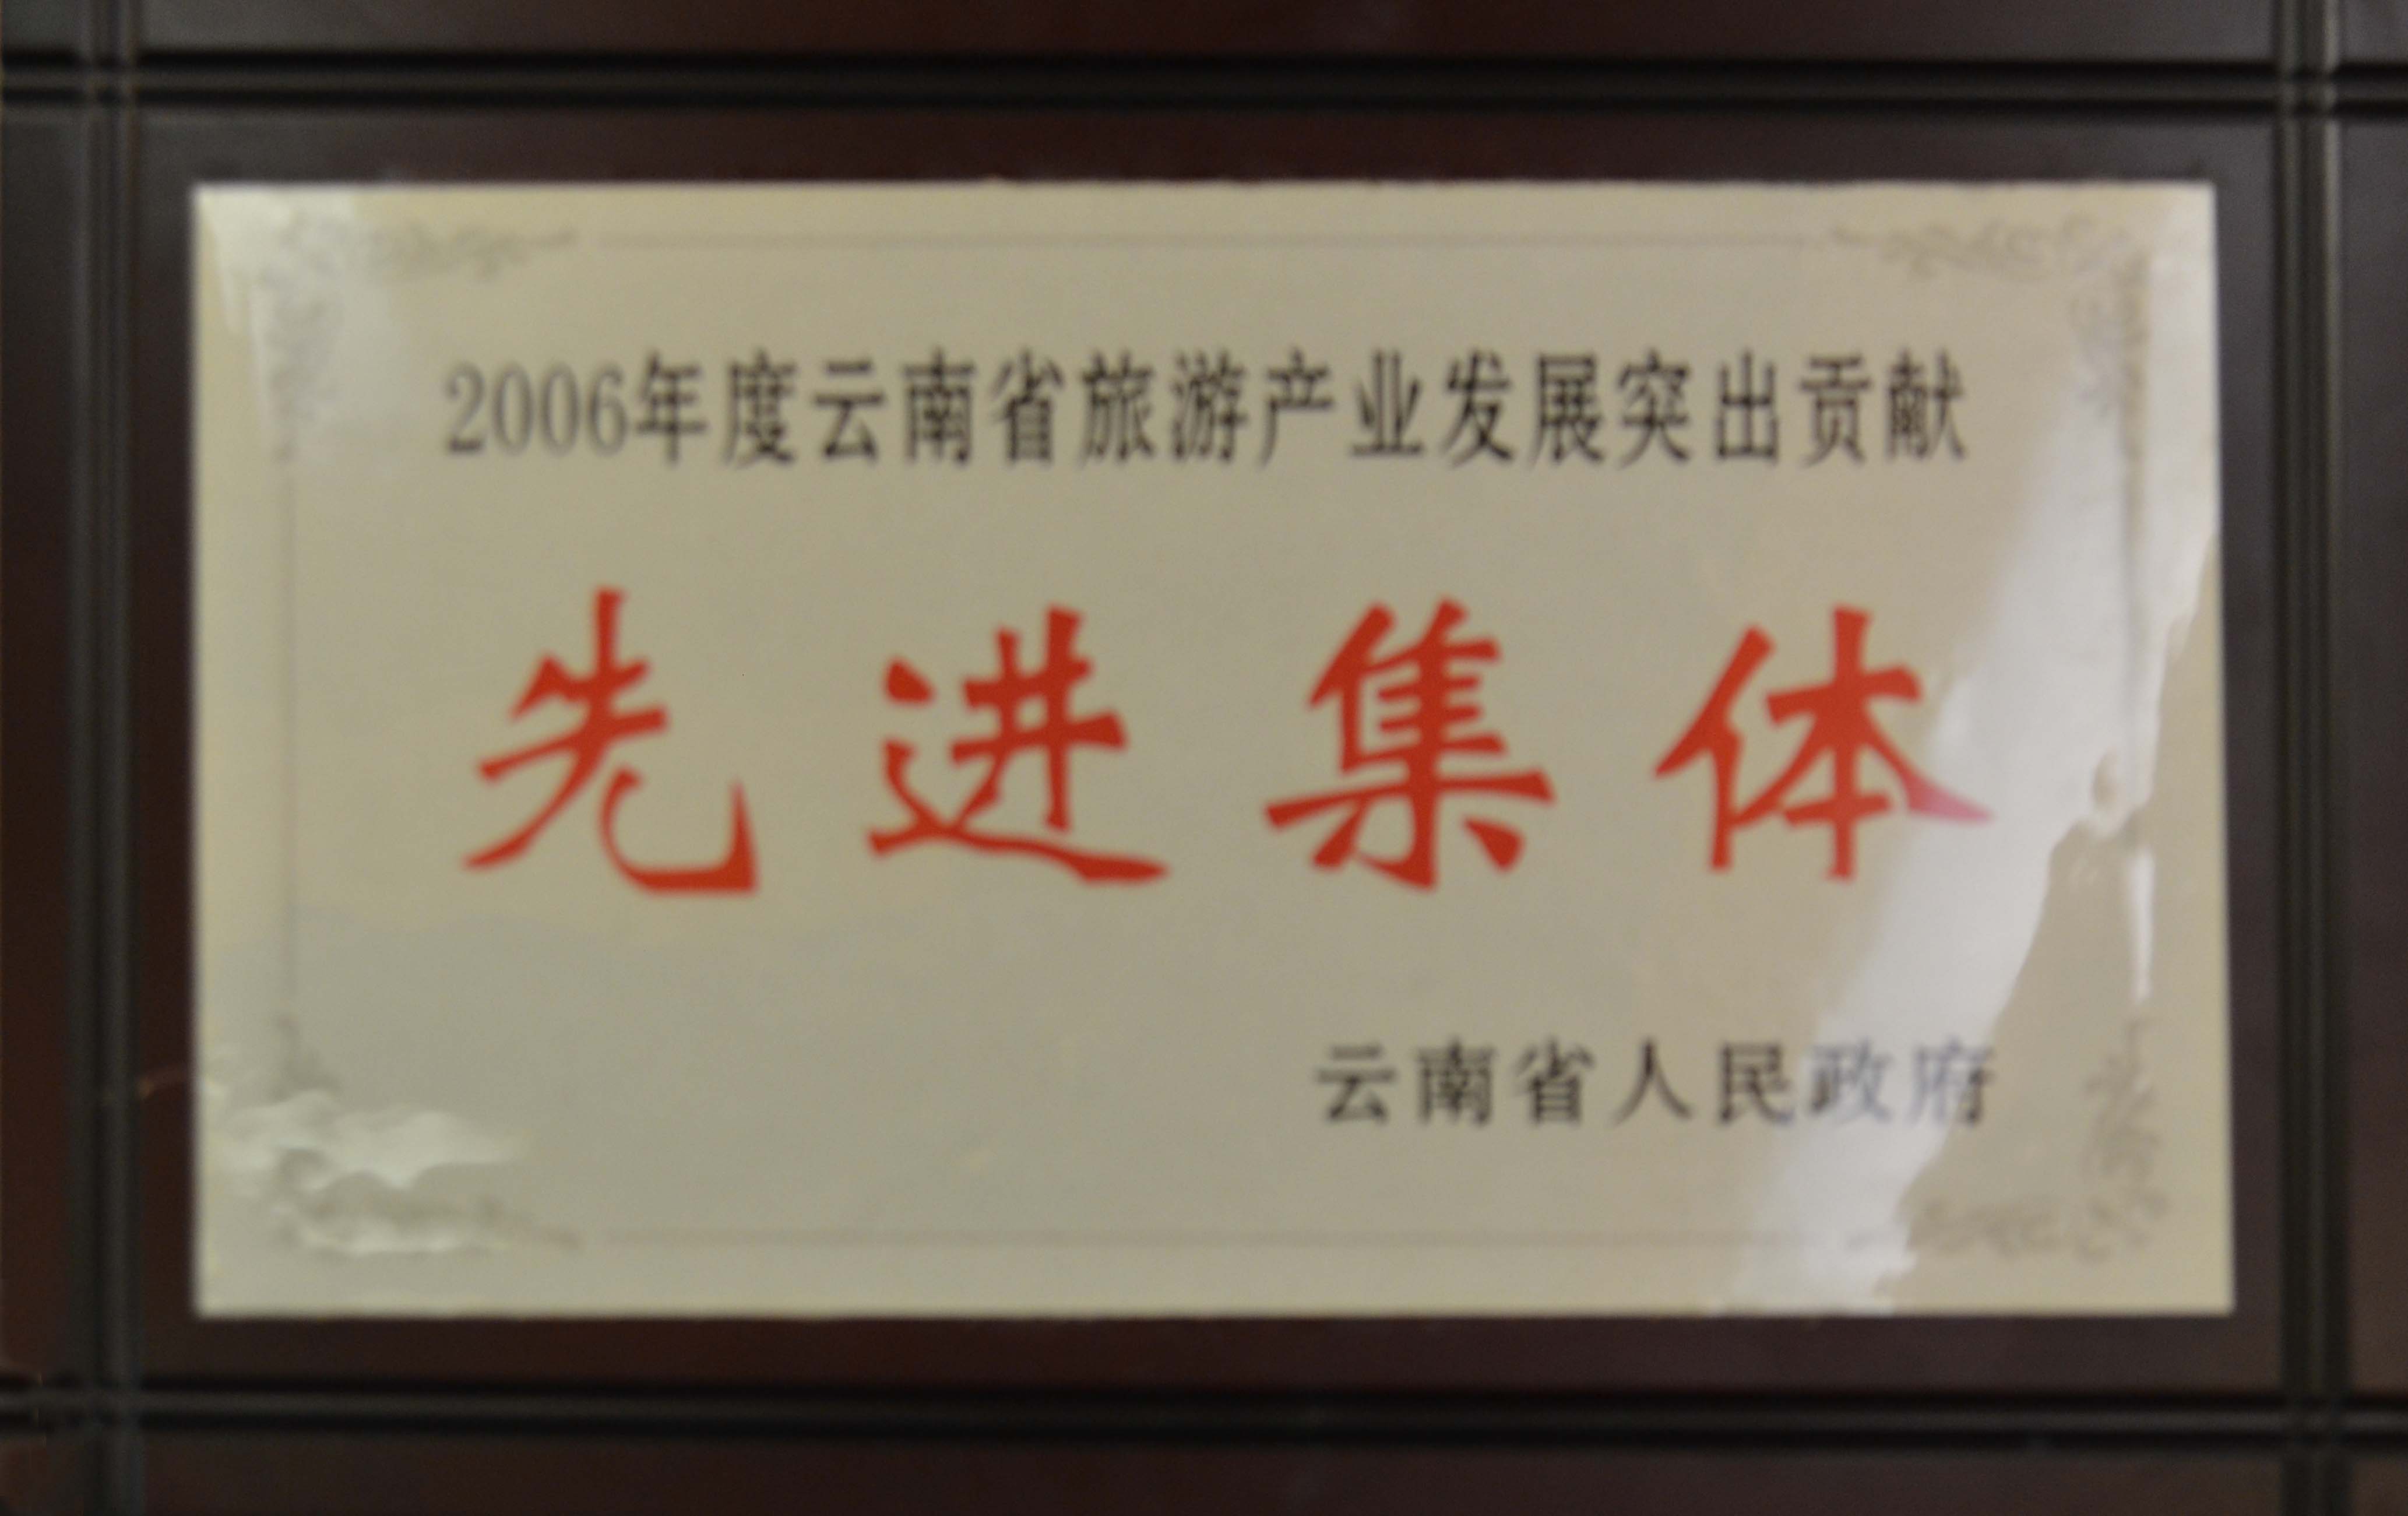 2006年度云南省旅游产业发展突出贡献
先进集体
云南省人民政府